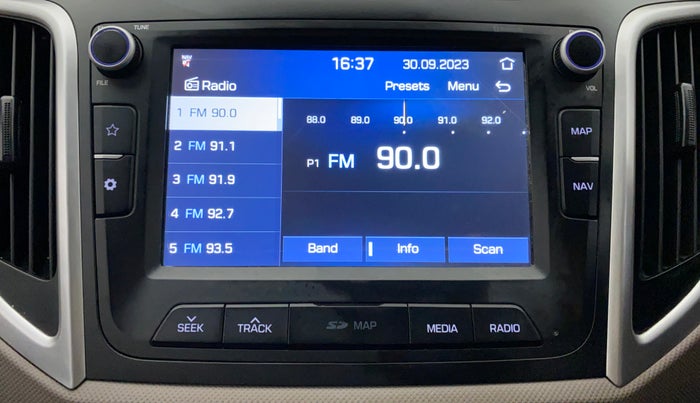 TUNE
NAV
16:37 30.09.2023
Radio Presets Menu
FILE
VOL
1 FM 90.0
88.0 89.0 90.0 91.0 92.0
2 FM 91.1
P1 FM 90.0
3 FM 91.9
4 FM 92.7
5 FM 93.5
Band Info Scan
MAP
NAV
SEEK TRACK SD MAP MEDIA RADIO